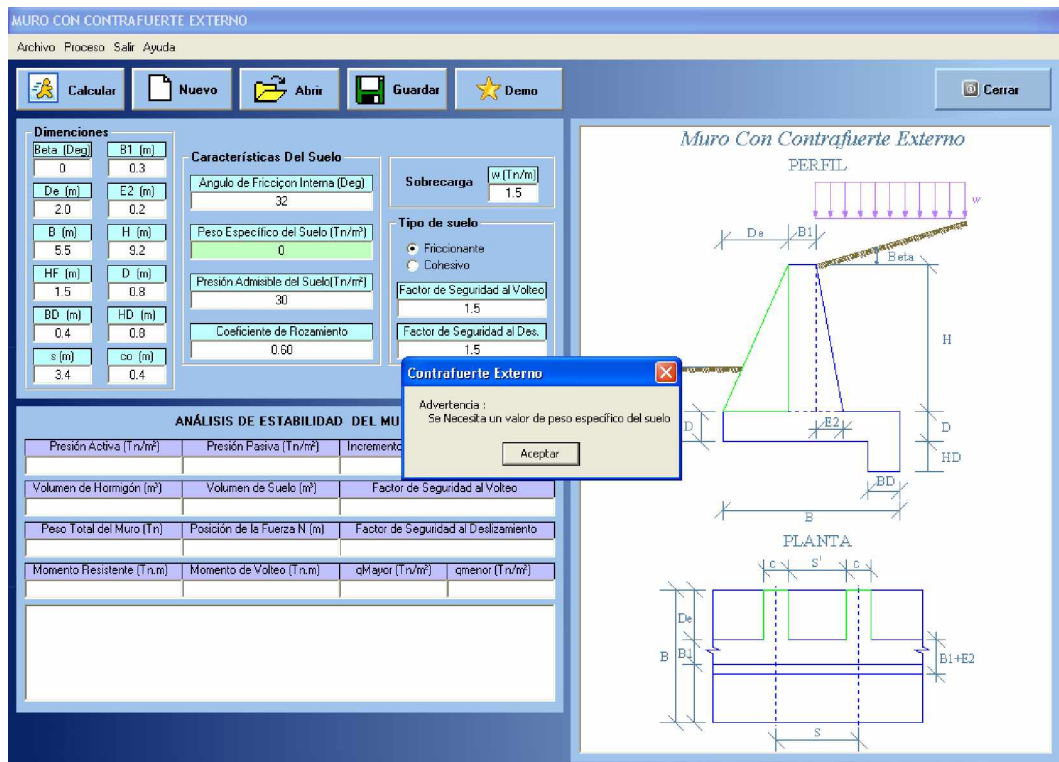 MURO CON CONTRAFUERTE EXTERNO
Archivo Proceso Salir Ayuda
Calcular Nuevo Abrir Guardar Demo Cerrar
Dimenciones
Beta (Deg) B1 (m)
0 0.3
De (m) E2 (m)
2.0 0.2
B (m) H (m)
5.5 9.2
HF (m) D (m)
1.5 0.8
BD (m) HD (m)
0.4 0.8
s (m) co (m)
3.4 0.4
Características Del Suelo
Angulo de Fricciçon Interna (Deg)
32
Peso Específico del Suelo (Tn/m³)
0
Presión Admisible del Suelo(Tn/m²)
30
Coeficiente de Rozamiento
0.60
Sobrecarga w (Tn/m)
1.5
Tipo de suelo
Friccionante
Cohesivo
Factor de Seguridad al Volteo
1.5
Factor de Seguridad al Des.
1.5
Contrafuerte Externo
Advertencia :
Se Necesita un valor de peso específico del suelo
Aceptar
ANÁLISIS DE ESTABILIDAD DEL MU
Presión Activa (Tn/m²) Presión Pasiva (Tn/m²) Incremento
Volumen de Hormigón (m³) Volumen de Suelo (m³) Factor de Seguridad al Volteo
Peso Total del Muro (Tn) Posición de la Fuerza N (m) Factor de Seguridad al Deslizamiento
Momento Resistente (Tn.m) Momento de Volteo (Tn.m) qMayor (Tn/m²) qmenor (Tn/m²)
Muro Con Contrafuerte Externo
PERFIL
w
De B1
Beta
H
D E2 D
HD
BD
B
PLANTA
c S' c
De
B B1 B1+E2
S